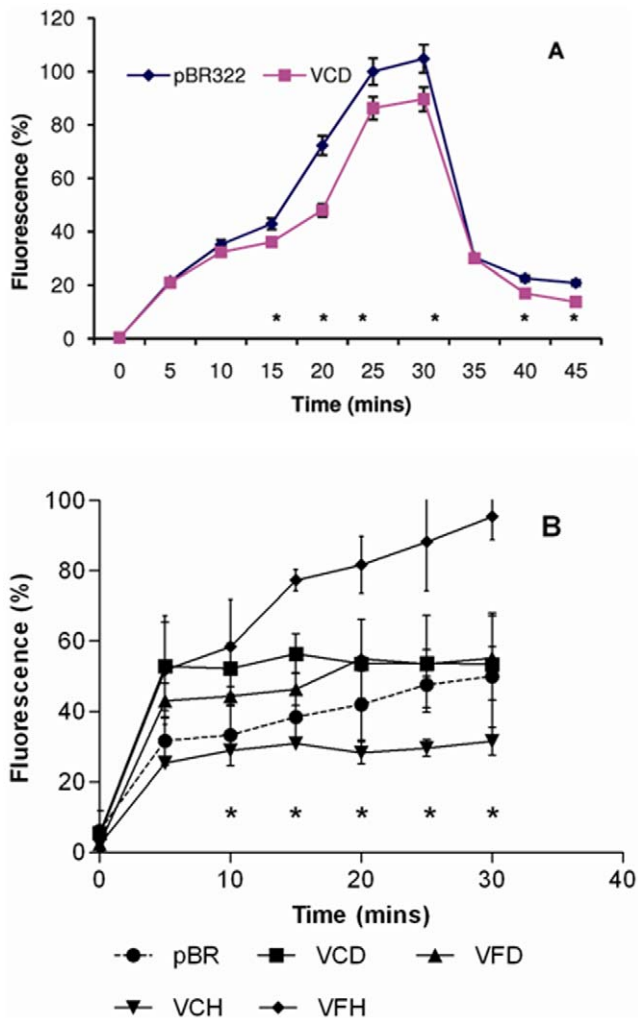 120
A
pBR322 VCD
100
80
60
40
20
0
* * * * * *
0 5 10 15 20 25 30 35 40 45
Time (mins)
Fluorescence (%)
100
B
80
60
40
20
* * * * *
0
0 10 20 30 40
Time (mins)
Fluorescence (%)
pBR VCD VFD
VCH VFH